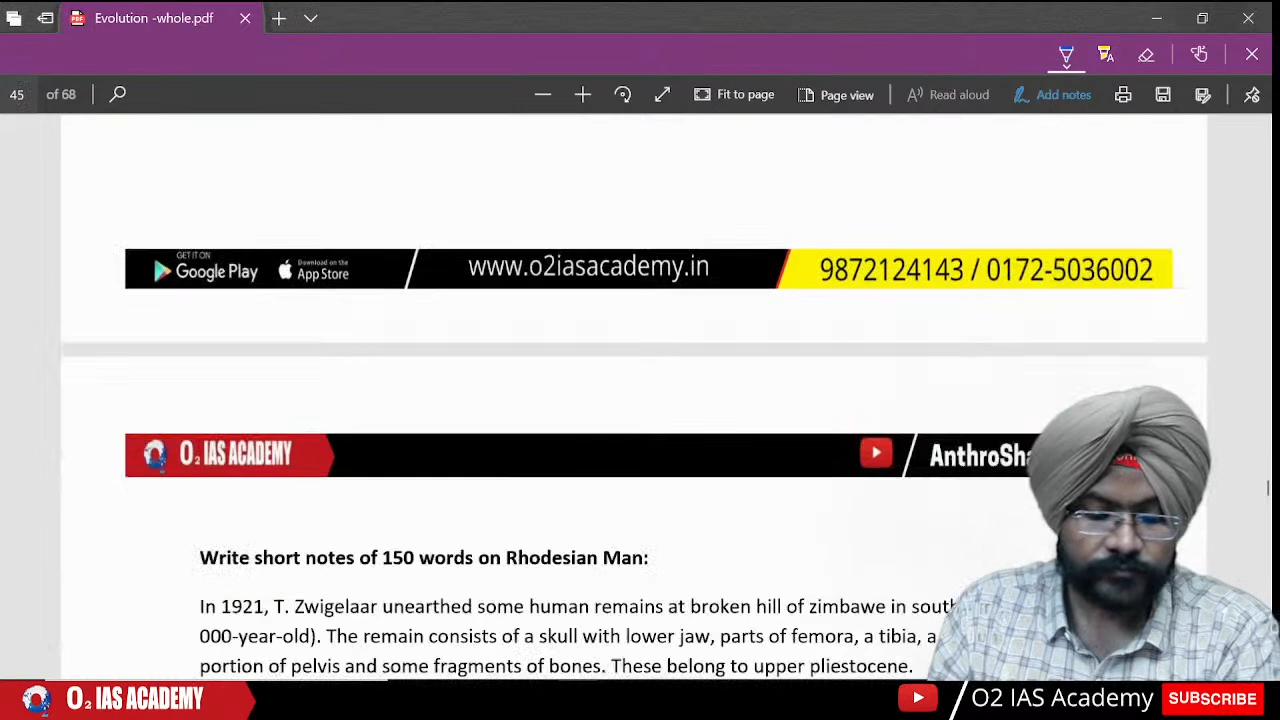 Evolution -whole.pdf
45 of 68
Fit to page
Page view
Read aloud
Add notes
GET IT ON
Google Play
Download on the
App Store
www.o2iasacademy.in
9872124143 / 0172-5036002
O2 IAS ACADEMY
AnthroSha
Write short notes of 150 words on Rhodesian Man:
In 1921, T. Zwigelaar unearthed some human remains at broken hill of zimbawe in south
000-year-old). The remain consists of a skull with lower jaw, parts of femora, a tibia, a
portion of pelvis and some fragments of bones. These belong to upper pliestocene.
O2 IAS ACADEMY
O2 IAS Academy
SUBSCRIBE